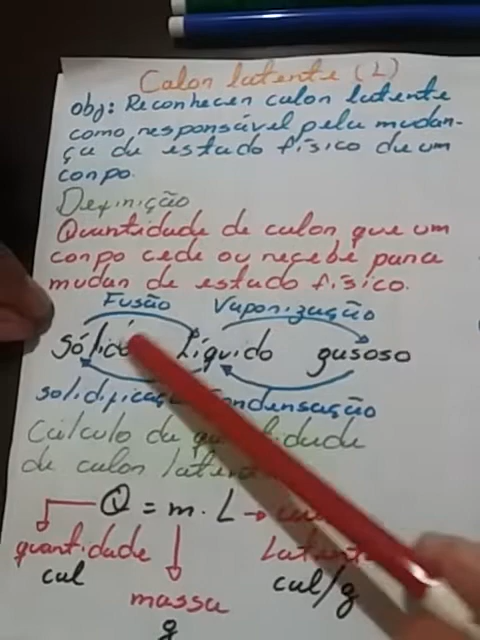 Calor latente (L)
obj: Reconhecer calor latente
como responsável pela mudan-
ça de estado físico de um
corpo.
Definição
Quantidade de calor que um
corpo cede ou recebe para
mudar de estado físico.
Fusão Vaporização
Sólido Líquido gasoso
Cálculo da quantidade
de calor
Q = m . L →
quantidade
cal cal/g
massa
g